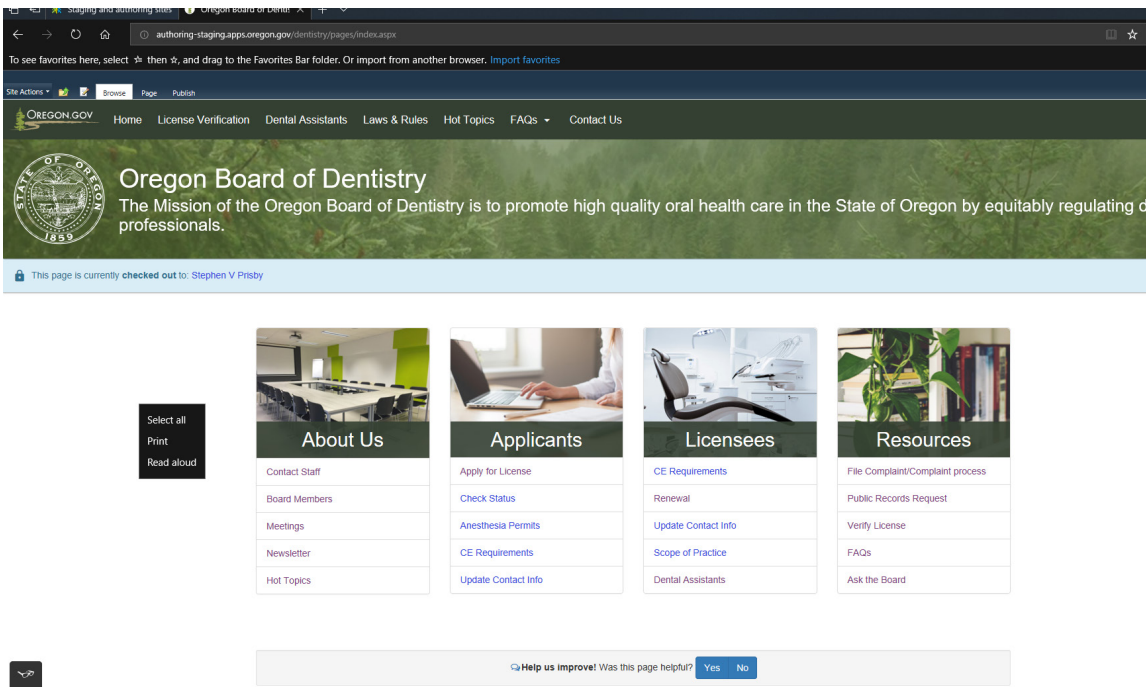 Staging and authoring sites
Oregon Board of Dentis
authoring-staging.apps.oregon.gov/dentistry/pages/index.aspx
To see favorites here, select ☆ then ☆, and drag to the Favorites Bar folder. Or import from another browser. Import favorites
Site Actions Browse Page Publish
OREGON.GOV Home License Verification Dental Assistants Laws & Rules Hot Topics FAQs Contact Us
STATE OF OREGON
1859
Oregon Board of Dentistry
The Mission of the Oregon Board of Dentistry is to promote high quality oral health care in the State of Oregon by equitably regulating d
professionals.
This page is currently checked out to: Stephen V Prisby
Select all
Print
Read aloud
About Us
Contact Staff
Board Members
Meetings
Newsletter
Hot Topics
Applicants
Apply for License
Check Status
Anesthesia Permits
CE Requirements
Update Contact Info
Licensees
CE Requirements
Renewal
Update Contact Info
Scope of Practice
Dental Assistants
Resources
File Complaint/Complaint process
Public Records Request
Verify License
FAQs
Ask the Board
Help us improve! Was this page helpful? Yes No